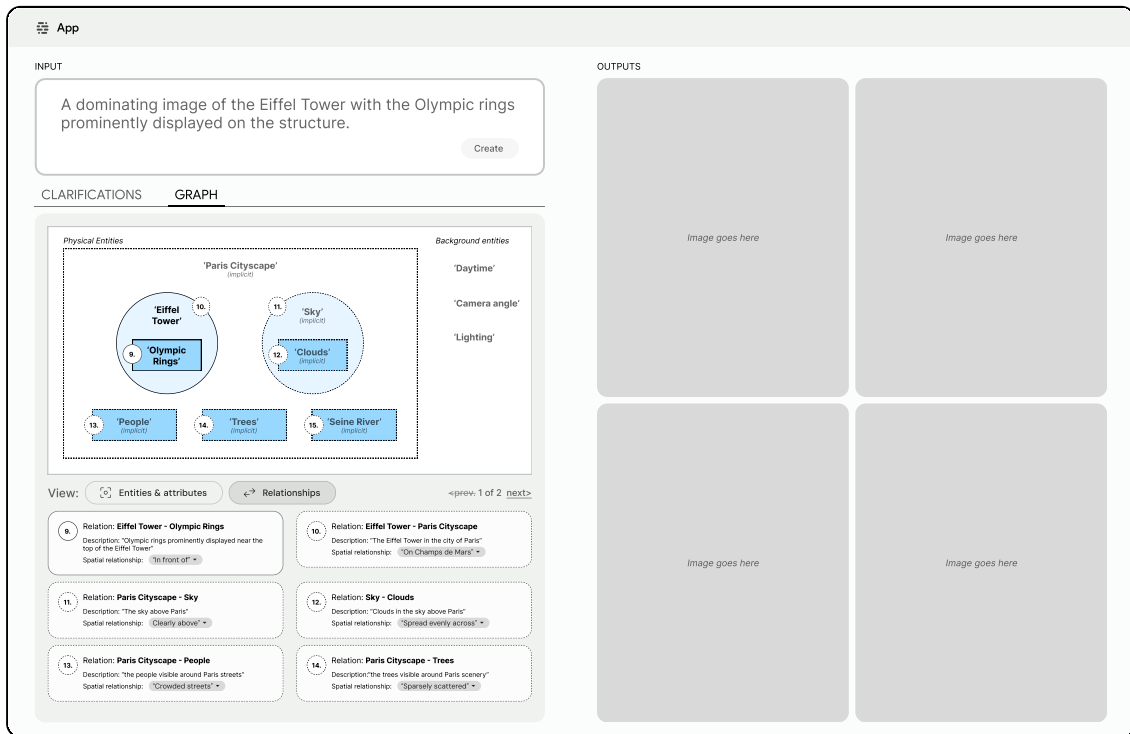 App
INPUT
A dominating image of the Eiffel Tower with the Olympic rings
prominently displayed on the structure.
Create
CLARIFICATIONS
GRAPH
Physical Entities
Background entities
'Paris Cityscape'
(implicit)
'Daytime'
'Camera angle'
'Lighting'
10.
'Eiffel
Tower'
9.
'Olympic
Rings'
11.
'Sky'
(implicit)
12.
'Clouds'
(implicit)
13.
'People'
(implicit)
14.
'Trees'
(implicit)
15.
'Seine River'
(implicit)
View:
Entities & attributes
Relationships
<prev. 1 of 2 next>
9.
Relation: Eiffel Tower - Olympic Rings
Description: "Olympic rings prominently displayed near the
top of the Eiffel Tower"
Spatial relationship: "In front of"
10.
Relation: Eiffel Tower - Paris Cityscape
Description: "The Eiffel Tower in the city of Paris"
Spatial relationship: "On Champs de Mars"
11.
Relation: Paris Cityscape - Sky
Description: "The sky above Paris"
Spatial relationship: Clearly above"
12.
Relation: Sky - Clouds
Description: "Clouds in the sky above Paris"
Spatial relationship: "Spread evenly across"
13.
Relation: Paris Cityscape - People
Description: "the people visible around Paris streets"
Spatial relationship: "Crowded streets"
14.
Relation: Paris Cityscape - Trees
Description:"the trees visible around Paris scenery"
Spatial relationship: "Sparsely scattered"
OUTPUTS
Image goes here
Image goes here
Image goes here
Image goes here